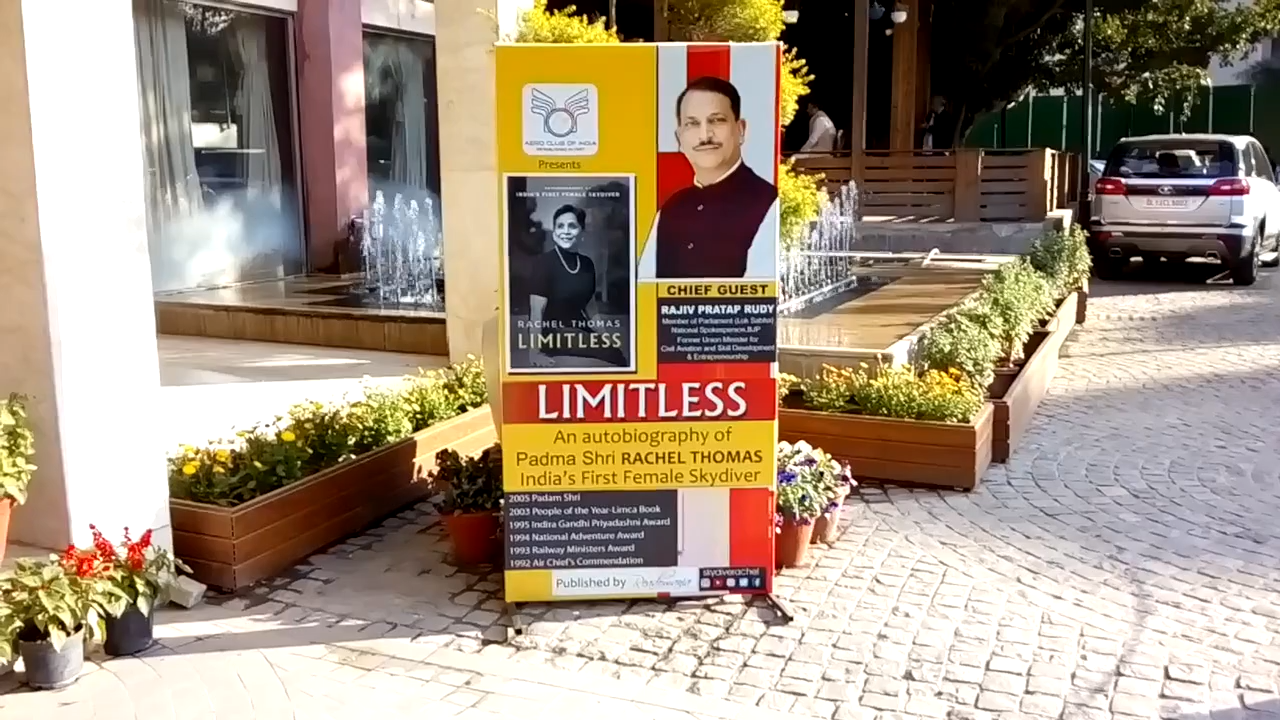 AERO CLUB OF INDIA
Presents
INDIA'S FIRST FEMALE SKYDIVER
RACHEL THOMAS
LIMITLESS
CHIEF GUEST
RAJIV PRATAP RUDY
Member of Parliament (Lok Sabha)
National Spokesperson,BJP
Former Union Minister for
Civil Aviation and Skill Development
& Entrepreneurship
LIMITLESS
An autobiography of
Padma Shri RACHEL THOMAS
India's First Female Skydiver
2005 Padam Shri
2003 People of the Year-Limca Book
1995 Indira Gandhi Priyadashni Award
1994 National Adventure Award
1993 Railway Ministers Award
1992 Air Chief's Commendation
Published by
skydiverachel